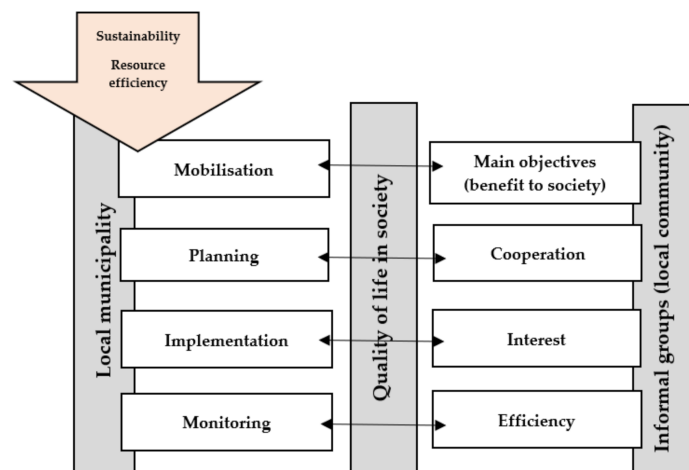 Sustainability
Resource
efficiency
Local municipality
Mobilisation
Planning
Implementation
Monitoring
Quality of life in society
Main objectives
(benefit to society)
Cooperation
Interest
Efficiency
Informal groups (local community)